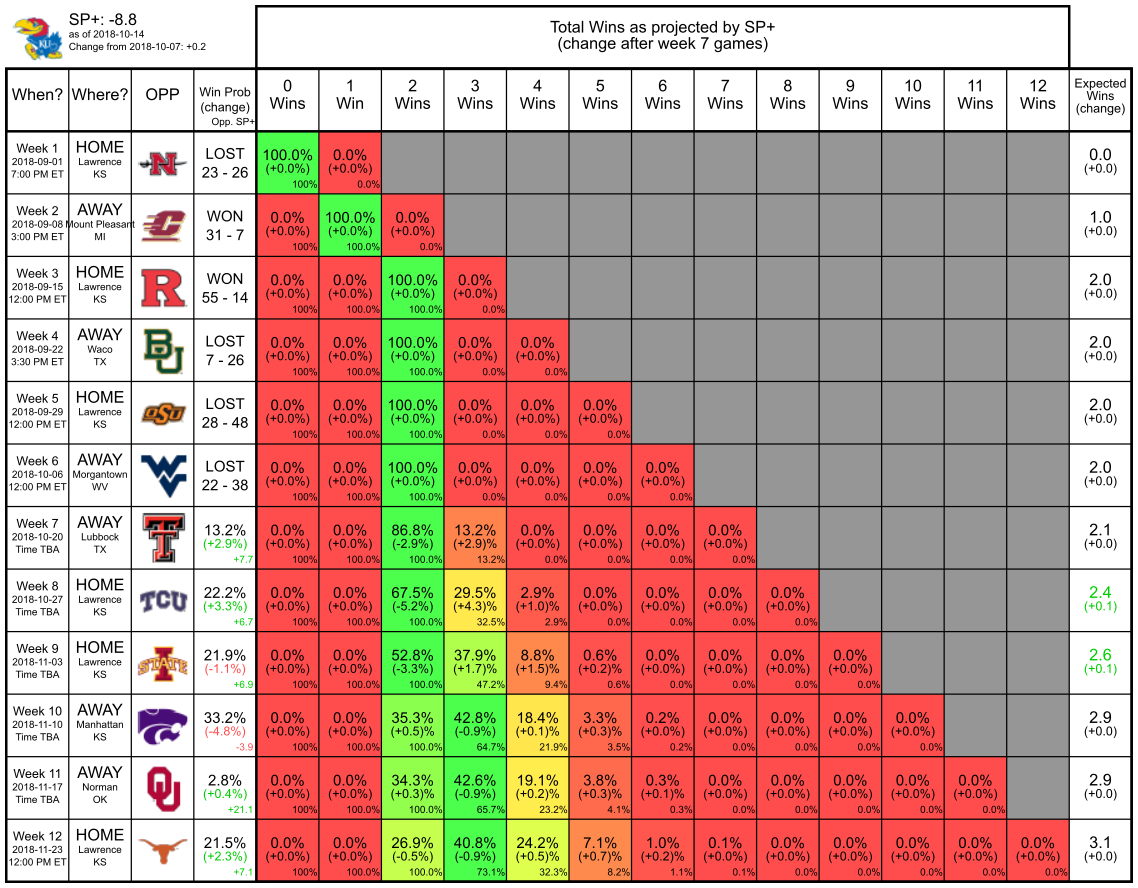 SP+: -8.8
as of 2018-10-14
Change from 2018-10-07: +0.2
KU
Total Wins as projected by SP+
(change after week 7 games)
When? Where? OPP Win Prob (change) Opp. SP+ 0 Wins 1 Win 2 Wins 3 Wins 4 Wins 5 Wins 6 Wins 7 Wins 8 Wins 9 Wins 10 Wins 11 Wins 12 Wins Expected Wins (change)
Week 1 HOME LOST 100.0% 0.0% 0.0
2018-09-01 Lawrence N 23 - 26 (+0.0%) (+0.0%) (+0.0)
7:00 PM ET KS 100% 0.0%
Week 2 AWAY WON 0.0% 100.0% 0.0% 1.0
2018-09-08 Mount Pleasant C 31 - 7 (+0.0%) (+0.0%) (+0.0%) (+0.0)
3:00 PM ET MI 100% 100.0% 0.0%
Week 3 HOME WON 0.0% 0.0% 100.0% 0.0% 2.0
2018-09-15 Lawrence R 55 - 14 (+0.0%) (+0.0%) (+0.0%) (+0.0%) (+0.0)
12:00 PM ET KS 100% 100.0% 100.0% 0.0%
Week 4 AWAY LOST 0.0% 0.0% 100.0% 0.0% 0.0% 2.0
2018-09-22 Waco BU 7 - 26 (+0.0%) (+0.0%) (+0.0%) (+0.0%) (+0.0%) (+0.0)
3:30 PM ET TX 100% 100.0% 100.0% 0.0% 0.0%
Week 5 HOME LOST 0.0% 0.0% 100.0% 0.0% 0.0% 0.0% 2.0
2018-09-29 Lawrence OSU 28 - 48 (+0.0%) (+0.0%) (+0.0%) (+0.0%) (+0.0%) (+0.0%) (+0.0)
12:00 PM ET KS 100% 100.0% 100.0% 0.0% 0.0% 0.0%
Week 6 AWAY LOST 0.0% 0.0% 100.0% 0.0% 0.0% 0.0% 0.0% 2.0
2018-10-06 Morgantown WV 22 - 38 (+0.0%) (+0.0%) (+0.0%) (+0.0%) (+0.0%) (+0.0%) (+0.0%) (+0.0)
12:00 PM ET WV 100% 100.0% 100.0% 0.0% 0.0% 0.0% 0.0%
Week 7 AWAY 13.2% 0.0% 0.0% 86.8% 13.2% 0.0% 0.0% 0.0% 0.0% 2.1
2018-10-20 Lubbock T (+2.9%) (+0.0%) (+0.0%) (-2.9%) (+2.9)% (+0.0%) (+0.0%) (+0.0%) (+0.0%) (+0.0)
Time TBA TX +7.7 100% 100.0% 100.0% 13.2% 0.0% 0.0% 0.0% 0.0%
Week 8 HOME 22.2% 0.0% 0.0% 67.5% 29.5% 2.9% 0.0% 0.0% 0.0% 0.0% 2.4
2018-10-27 Lawrence TCU (+3.3%) (+0.0%) (+0.0%) (-5.2%) (+4.3)% (+1.0)% (+0.0%) (+0.0%) (+0.0%) (+0.0%) (+0.1)
Time TBA KS +6.7 100% 100.0% 100.0% 32.5% 2.9% 0.0% 0.0% 0.0% 0.0%
Week 9 HOME 21.9% 0.0% 0.0% 52.8% 37.9% 8.8% 0.6% 0.0% 0.0% 0.0% 0.0% 2.6
2018-11-03 Lawrence I STATE (-1.1%) (+0.0%) (+0.0%) (-3.3%) (+1.7)% (+1.5)% (+0.2)% (+0.0%) (+0.0%) (+0.0%) (+0.0%) (+0.1)
Time TBA KS +6.9 100% 100.0% 100.0% 47.2% 9.4% 0.6% 0.0% 0.0% 0.0% 0.0%
Week 10 AWAY 33.2% 0.0% 0.0% 35.3% 42.8% 18.4% 3.3% 0.2% 0.0% 0.0% 0.0% 0.0% 2.9
2018-11-10 Manhattan (-4.8%) (+0.0%) (+0.0%) (+0.5)% (-0.9%) (+0.1)% (+0.3)% (+0.0%) (+0.0%) (+0.0%) (+0.0%) (+0.0%) (+0.0)
Time TBA KS -3.9 100% 100.0% 100.0% 64.7% 21.9% 3.5% 0.2% 0.0% 0.0% 0.0% 0.0%
Week 11 AWAY 2.8% 0.0% 0.0% 34.3% 42.6% 19.1% 3.8% 0.3% 0.0% 0.0% 0.0% 0.0% 0.0% 2.9
2018-11-17 Norman OU (+0.4%) (+0.0%) (+0.0%) (+0.3)% (-0.9%) (+0.2)% (+0.3)% (+0.1)% (+0.0%) (+0.0%) (+0.0%) (+0.0%) (+0.0%) (+0.0)
Time TBA OK +21.1 100% 100.0% 100.0% 65.7% 23.2% 4.1% 0.3% 0.0% 0.0% 0.0% 0.0% 0.0%
Week 12 HOME 21.5% 0.0% 0.0% 26.9% 40.8% 24.2% 7.1% 1.0% 0.1% 0.0% 0.0% 0.0% 0.0% 0.0% 3.1
2018-11-23 Lawrence (+2.3%) (+0.0%) (+0.0%) (-0.5%) (-0.9%) (+0.5)% (+0.7)% (+0.2)% (+0.0%) (+0.0%) (+0.0%) (+0.0%) (+0.0%) (+0.0%) (+0.0)
12:00 PM ET KS +7.1 100% 100.0% 100.0% 73.1% 32.3% 8.2% 1.1% 0.1% 0.0% 0.0% 0.0% 0.0% 0.0%